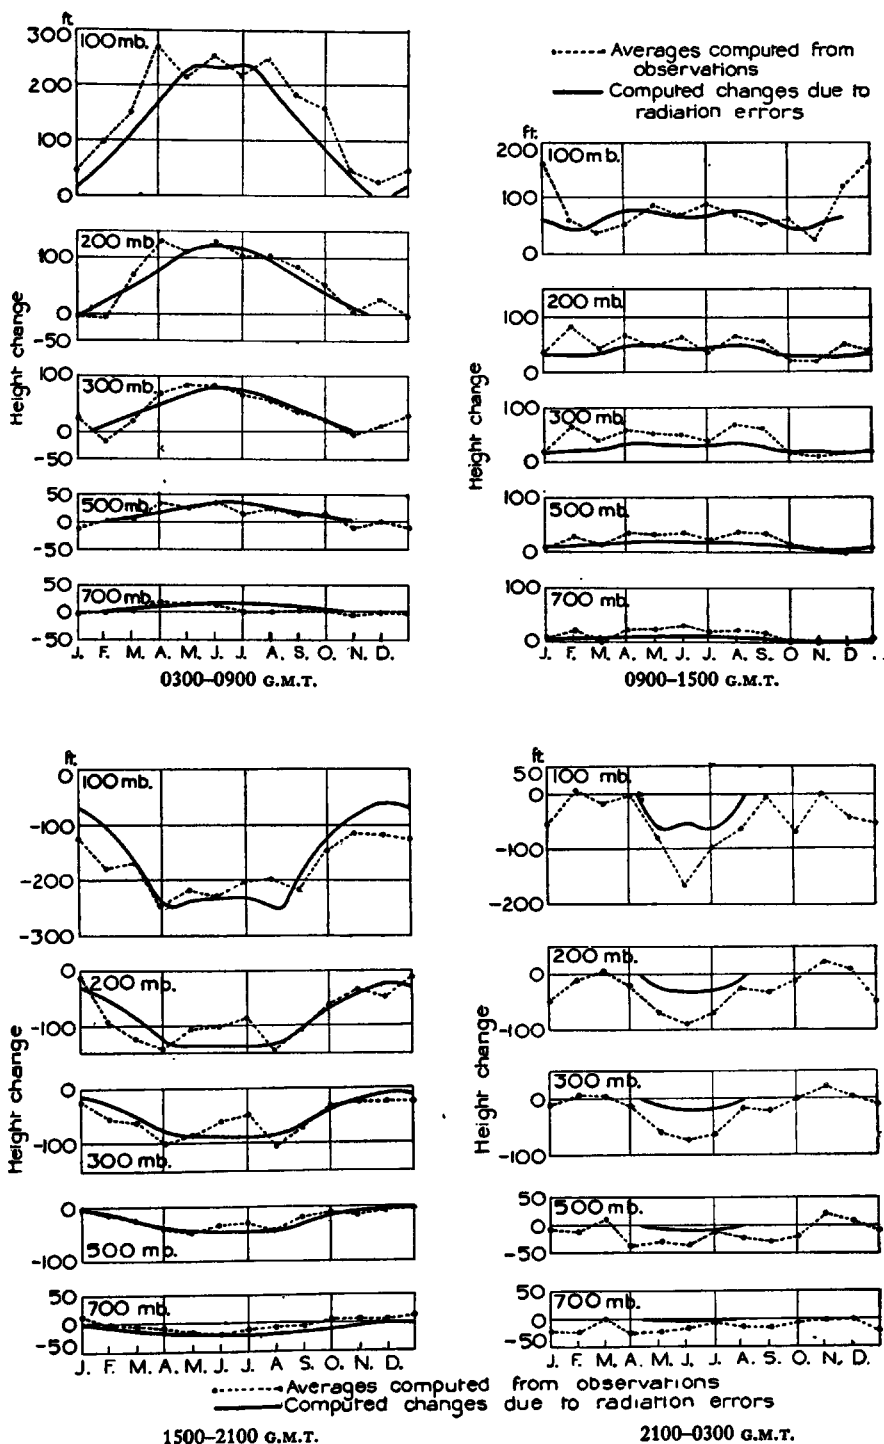 ft.
300
100 mb.
200
100
0
200 mb.
100
0
-50
100
300 mb.
0
-50
50
500 mb.
0
-50
50
700 mb.
0
-50
J. F. M. A. M. J. J. A. S. O. N. D.
0300–0900 G.M.T.
Height change
Averages computed from
observations
Computed changes due to
radiation errors
ft.
200
100 mb.
100
0
200 mb.
100
0
100
300 mb.
0
100
500 mb.
0
100
700 mb.
0
J. F. M. A. M. J. J. A. S. O N. D
0900–1500 G.M.T.
Height change
ft.
0
100 mb.
-100
-200
-300
0
200 mb.
-100
0
-100
300 mb.
0
-100
500 mb.
50
700 mb.
0
-50
J. F. M. A. M. J. J. A. S. O. N. D.
Height change
ft.
50
100 mb.
0
-100
-200
200 mb.
0
-100
300 mb.
0
-100
50
500 mb.
0
-50
50
700 mb.
0
-50
J. F. M. A. M. J. J. A. S. O. N. D.
Height change
Averages computed from observations
Computed changes due to radiation errors
1500–2100 G.M.T.
2100–0300 G.M.T.